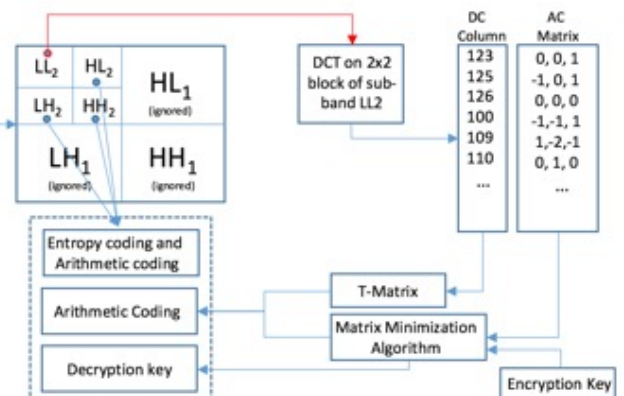 DC
Column
AC
Matrix
LL2
HL2
HL1
(ignored)
LH2
HH2
LH1
(ignored)
HH1
(ignored)
DCT on 2x2
block of sub-
band LL2
123
125
126
100
109
110
...
0, 0, 1
-1, 0, 1
0, 0, 0
-1,-1, 1
1,-2,-1
0, 1, 0
...
Entropy coding and
Arithmetic coding
Arithmetic Coding
Decryption key
T-Matrix
Matrix Minimization
Algorithm
Encryption Key